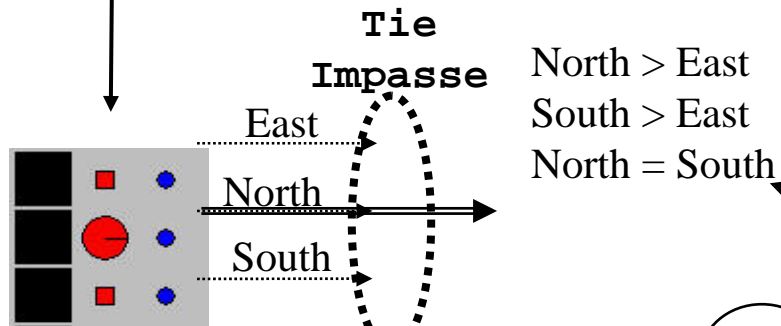 Tie
Impasse
North > East
South > East
North = South
East
North
South